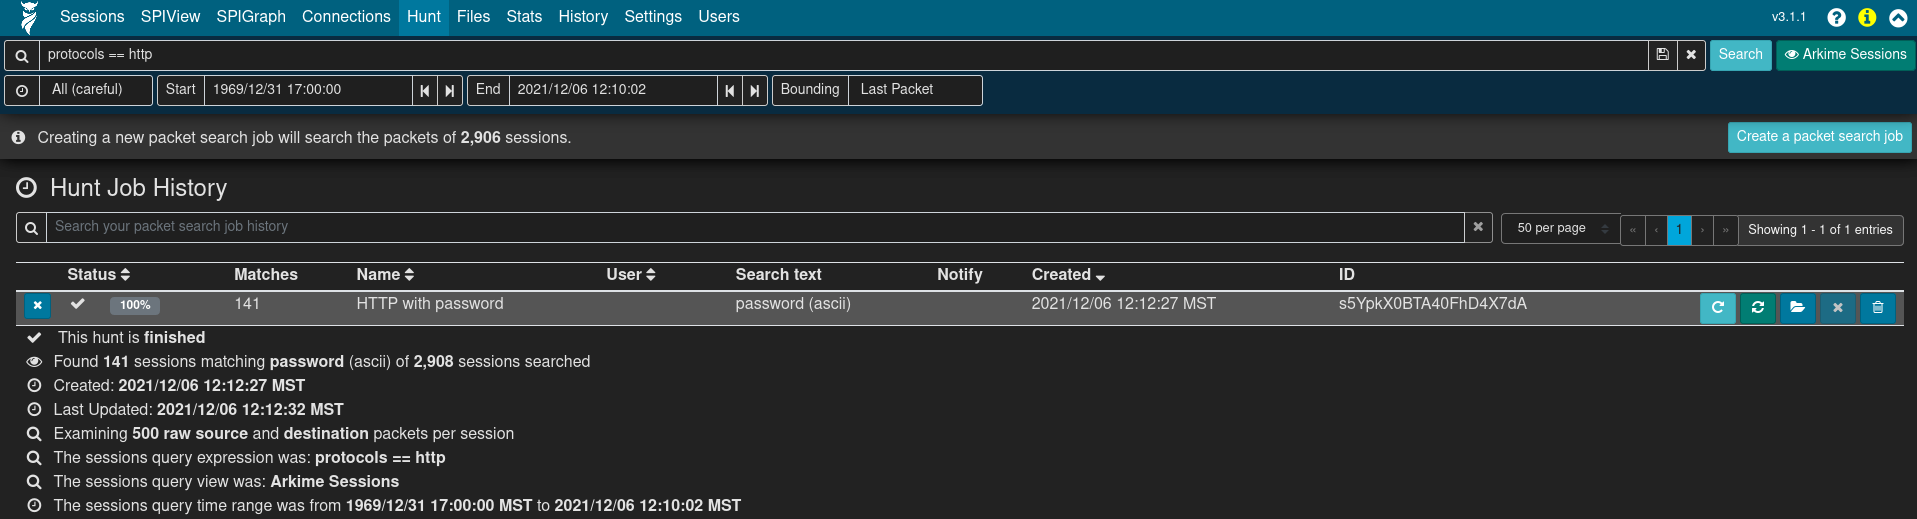 Sessions SPIView SPIGraph Connections Hunt Files Stats History Settings Users v3.1.1
protocols == http Search Arkime Sessions
All (careful) Start 1969/12/31 17:00:00 End 2021/12/06 12:10:02 Bounding Last Packet
Creating a new packet search job will search the packets of 2,906 sessions. Create a packet search job
Hunt Job History
Search your packet search job history 50 per page « ‹ 1 › » Showing 1 - 1 of 1 entries
Status Matches Name User Search text Notify Created ID
100% 141 HTTP with password password (ascii) 2021/12/06 12:12:27 MST s5YpkX0BTA40FhD4X7dA
This hunt is finished
Found 141 sessions matching password (ascii) of 2,908 sessions searched
Created: 2021/12/06 12:12:27 MST
Last Updated: 2021/12/06 12:12:32 MST
Examining 500 raw source and destination packets per session
The sessions query expression was: protocols == http
The sessions query view was: Arkime Sessions
The sessions query time range was from 1969/12/31 17:00:00 MST to 2021/12/06 12:10:02 MST